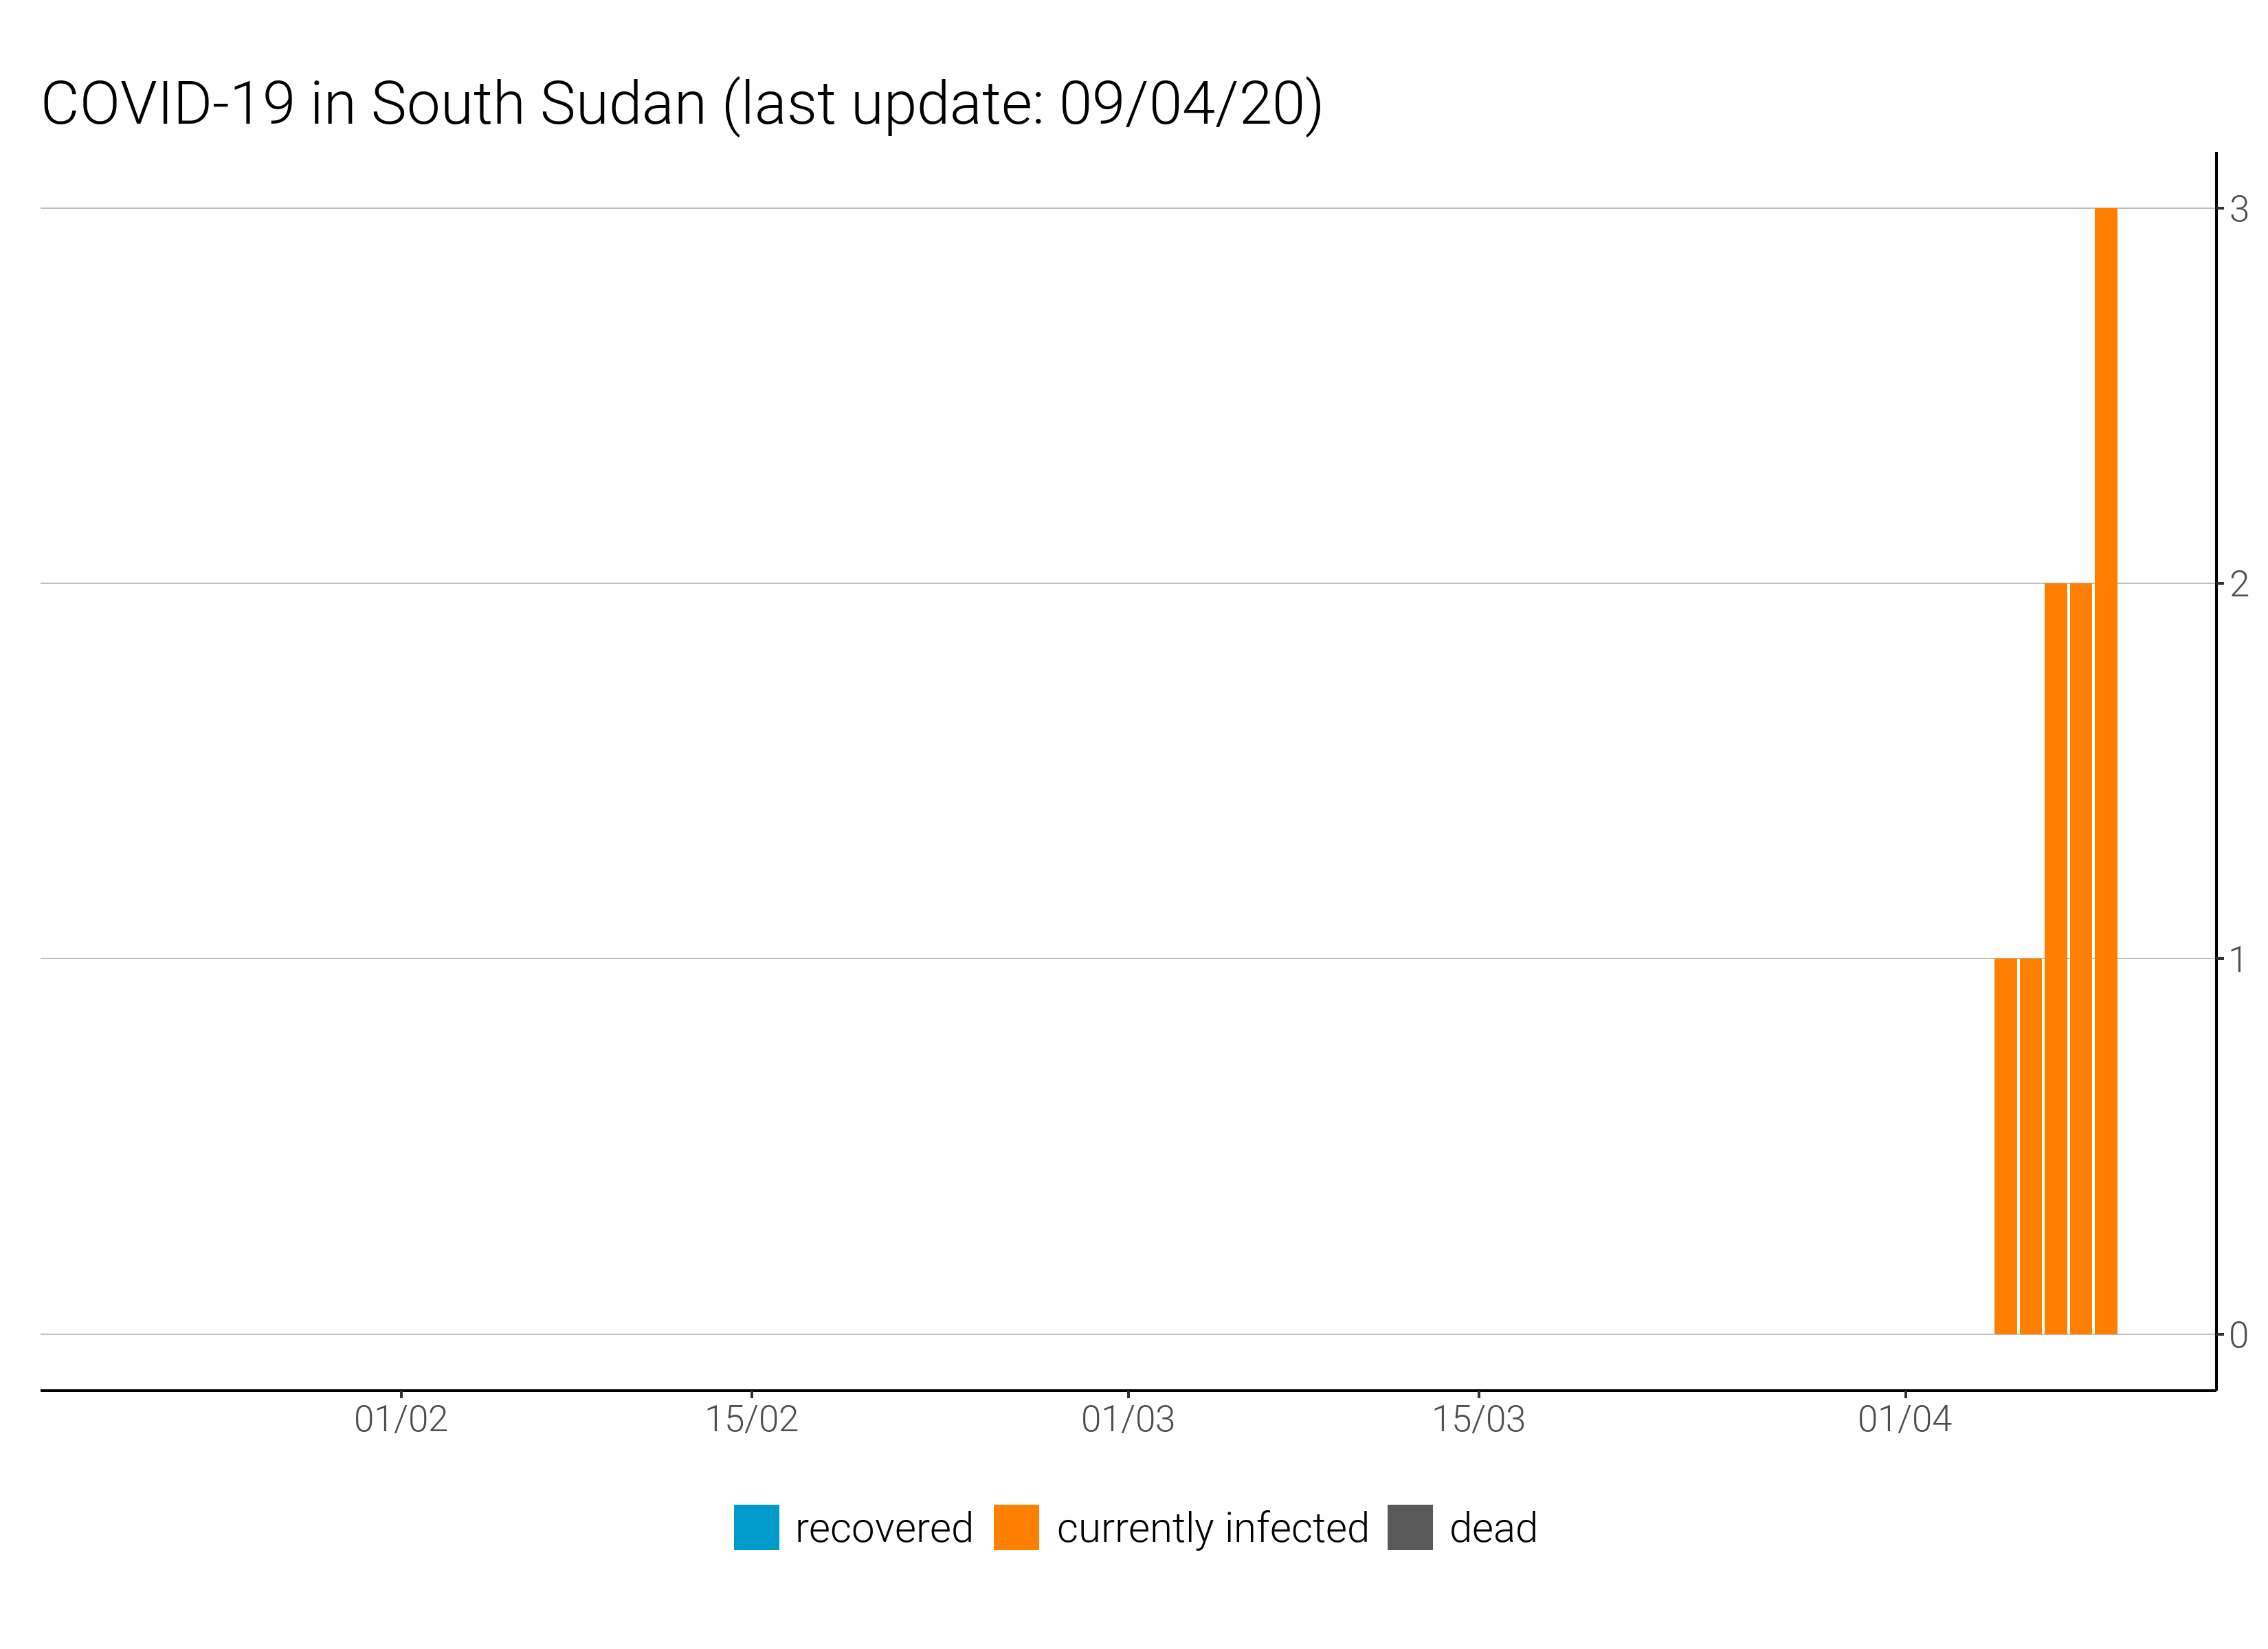 COVID-19 in South Sudan (last update: 09/04/20)
3
2
1
0
01/02 15/02 01/03 15/03 01/04
recovered currently infected dead